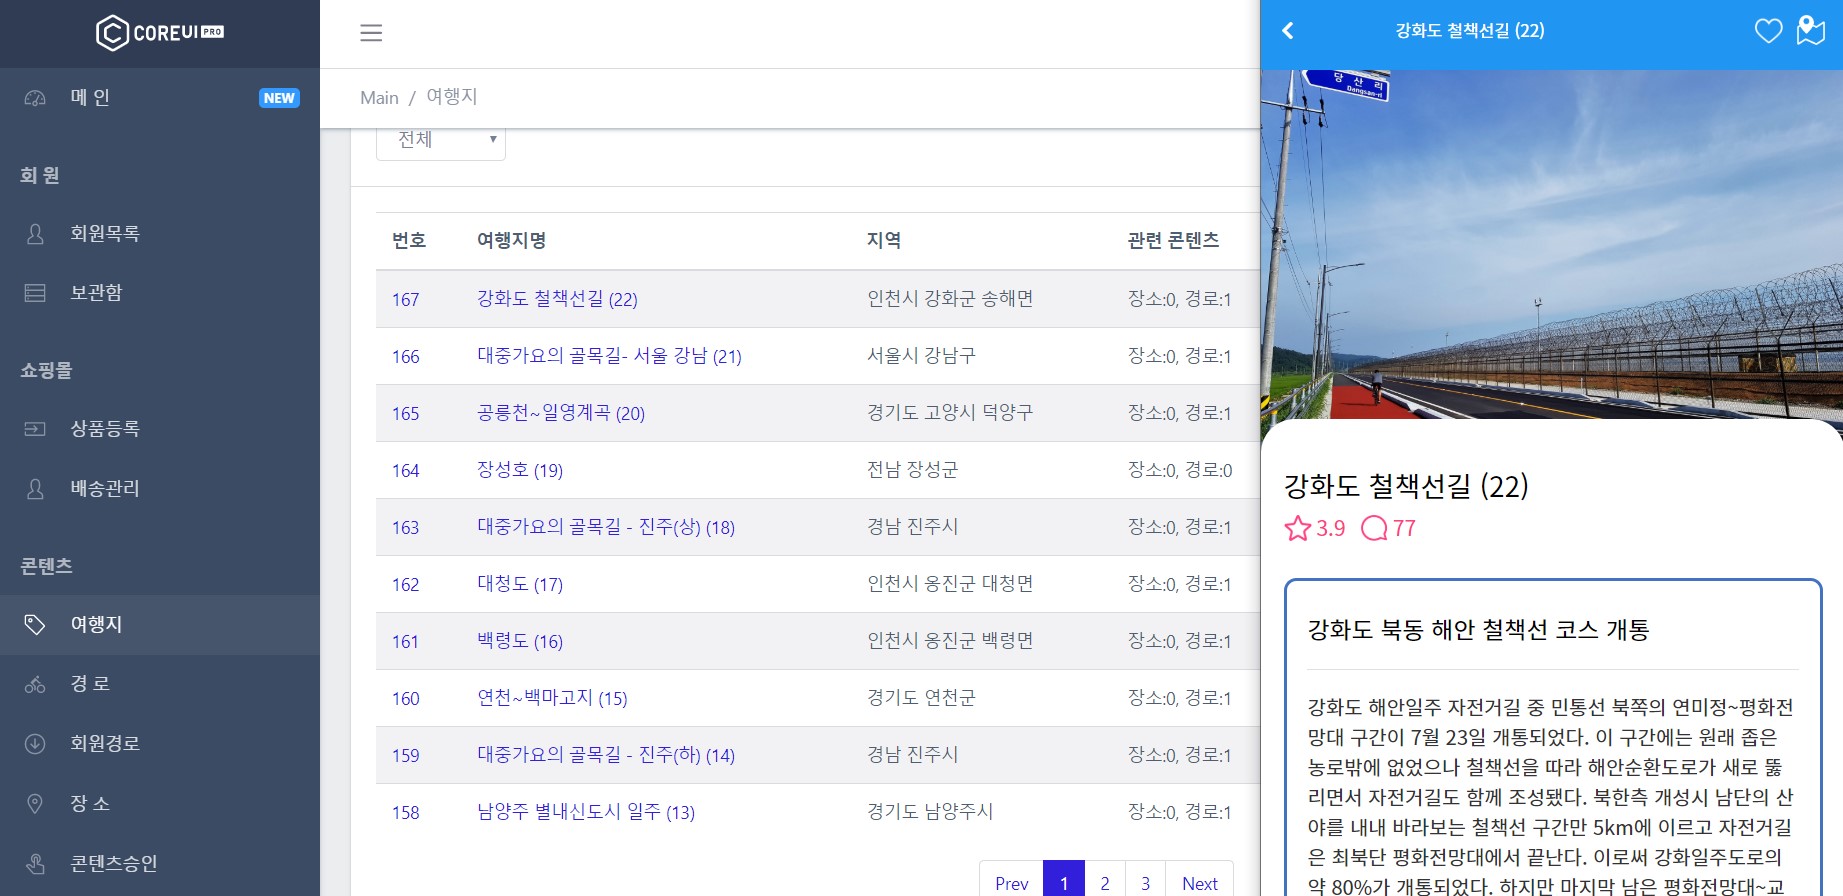 COREUI PRO
메 인 NEW
회 원
회원목록
보관함
쇼핑몰
상품등록
배송관리
콘텐츠
여행지
경 로
회원경로
장 소
콘텐츠승인
Main / 여행지
전체
번호 여행지명 지역 관련 콘텐츠
167 강화도 철책선길 (22) 인천시 강화군 송해면 장소:0, 경로:1
166 대중가요의 골목길- 서울 강남 (21) 서울시 강남구 장소:0, 경로:1
165 공릉천~일영계곡 (20) 경기도 고양시 덕양구 장소:0, 경로:1
164 장성호 (19) 전남 장성군 장소:0, 경로:0
163 대중가요의 골목길 - 진주(상) (18) 경남 진주시 장소:0, 경로:1
162 대청도 (17) 인천시 옹진군 대청면 장소:0, 경로:1
161 백령도 (16) 인천시 옹진군 백령면 장소:0, 경로:1
160 연천~백마고지 (15) 경기도 연천군 장소:0, 경로:1
159 대중가요의 골목길 - 진주(하) (14) 경남 진주시 장소:0, 경로:1
158 남양주 별내신도시 일주 (13) 경기도 남양주시 장소:0, 경로:1
Prev 1 2 3 Next
강화도 철책선길 (22)
당 산 리
Dangsan-ri
강화도 철책선길 (22)
3.9 77
강화도 북동 해안 철책선 코스 개통
강화도 해안일주 자전거길 중 민통선 북쪽의 연미정~평화전
망대 구간이 7월 23일 개통되었다. 이 구간에는 원래 좁은
농로밖에 없었으나 철책선을 따라 해안순환도로가 새로 뚫
리면서 자전거길도 함께 조성됐다. 북한측 개성시 남단의 산
야를 내내 바라보는 철책선 구간만 5km에 이르고 자전거길
은 최북단 평화전망대에서 끝난다. 이로써 강화일주도로의
약 80%가 개통되었다. 하지만 마지막 남은 평화전망대~교